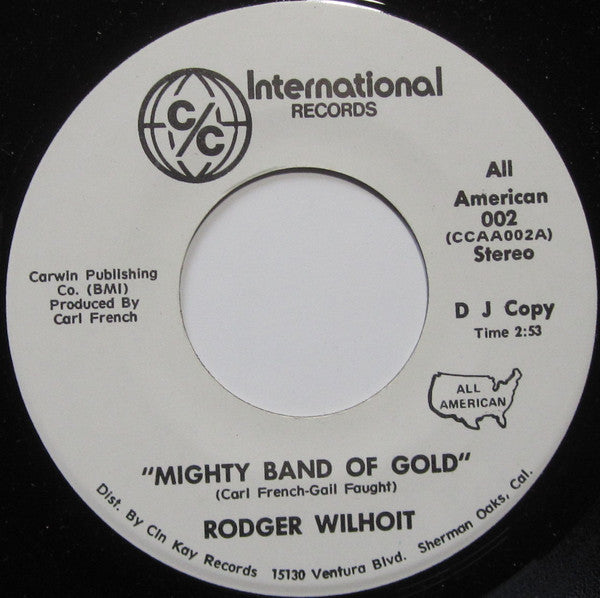 C/C
International
RECORDS
All
American
002
(CCAA002A)
Stereo
Carwin Publishing
Co. (BMI)
Produced By
Carl French
D J Copy
Time 2:53
ALL
AMERICAN
"MIGHTY BAND OF GOLD"
(Carl French-Gail Faught)
RODGER WILHOIT
Dist. By Cin Kay Records 15130 Ventura Blvd. Sherman Oaks, Cal.